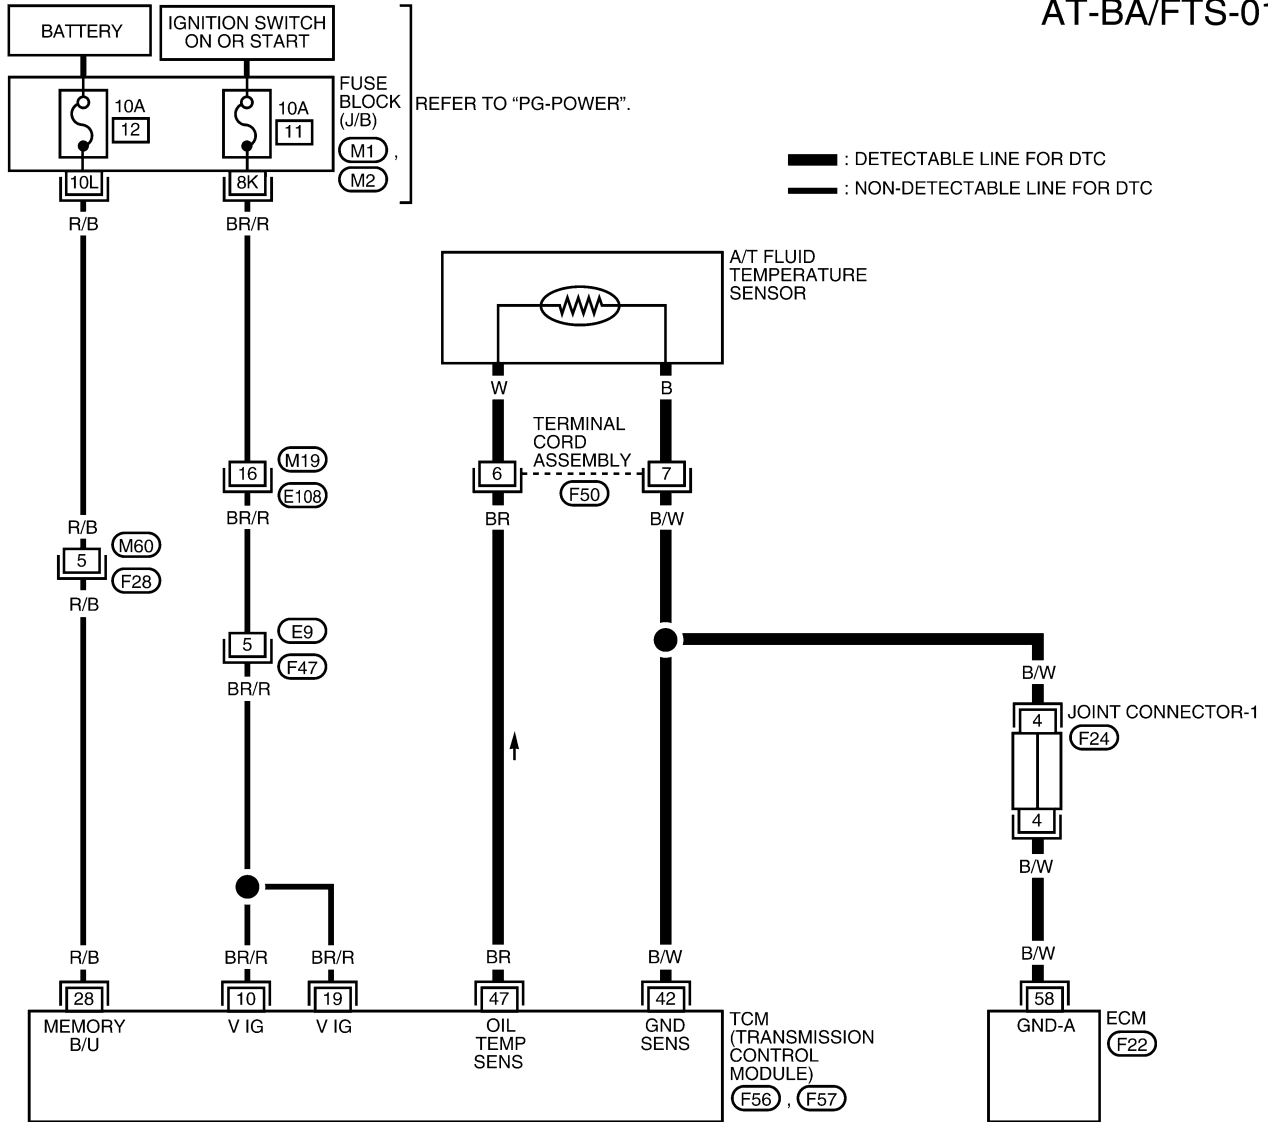 AT-BA/FTS-01
BATTERY
IGNITION SWITCH
ON OR START
FUSE
BLOCK
(J/B)
REFER TO “PG-POWER”.
10A
12
10A
11
M1 ,
M2
10L
8K
R/B
BR/R
: DETECTABLE LINE FOR DTC
: NON-DETECTABLE LINE FOR DTC
A/T FLUID
TEMPERATURE
SENSOR
W
B
TERMINAL
CORD
ASSEMBLY
16
M19
E108
6
7
F50
BR/R
BR
B/W
R/B
5
M60
F28
R/B
5
E9
F47
BR/R
B/W
4
JOINT CONNECTOR-1
F24
4
B/W
R/B
BR/R
BR/R
BR
B/W
B/W
28
10
19
47
42
58
MEMORY
B/U
V IG
V IG
OIL
TEMP
SENS
GND
SENS
TCM
(TRANSMISSION
CONTROL
MODULE)
F56 , F57
GND-A
ECM
F22